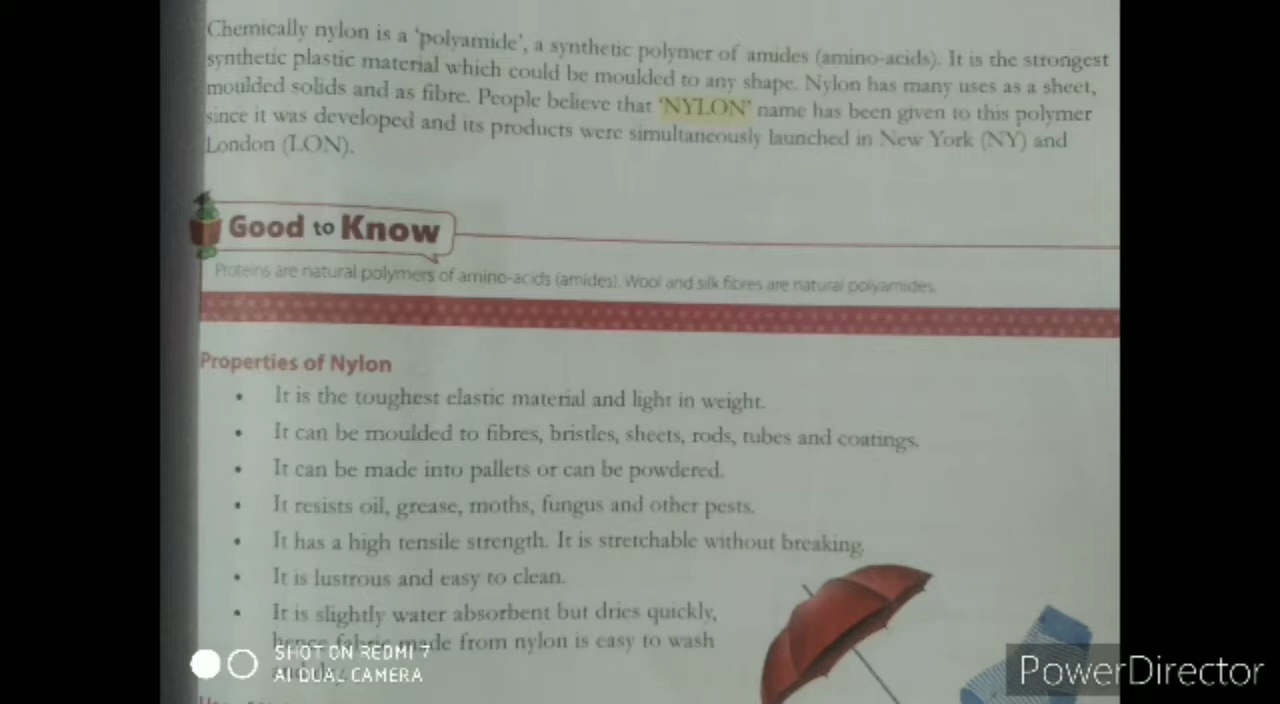 Chemically nylon is a 'polyamide', a synthetic polymer of amides (amino-acids). It is the strongest
synthetic plastic material which could be moulded to any shape. Nylon has many uses as a sheet,
moulded solids and as fibre. People believe that 'NYLON' name has been given to this polymer
since it was developed and its products were simultaneously launched in New York (NY) and
London (LON).
Good to Know
Proteins are natural polymers of amino-acids (amides). Wool and silk fibres are natural polyamides.
Properties of Nylon
• It is the toughest elastic material and light in weight.
• It can be moulded to fibres, bristles, sheets, rods, tubes and coatings.
• It can be made into pallets or can be powdered.
• It resists oil, grease, moths, fungus and other pests.
• It has a high tensile strength. It is stretchable without breaking.
• It is lustrous and easy to clean.
• It is slightly water absorbent but dries quickly,
hence fabric made from nylon is easy to wash
SHOT ON REDMI 7
AI DUAL CAMERA
PowerDirector